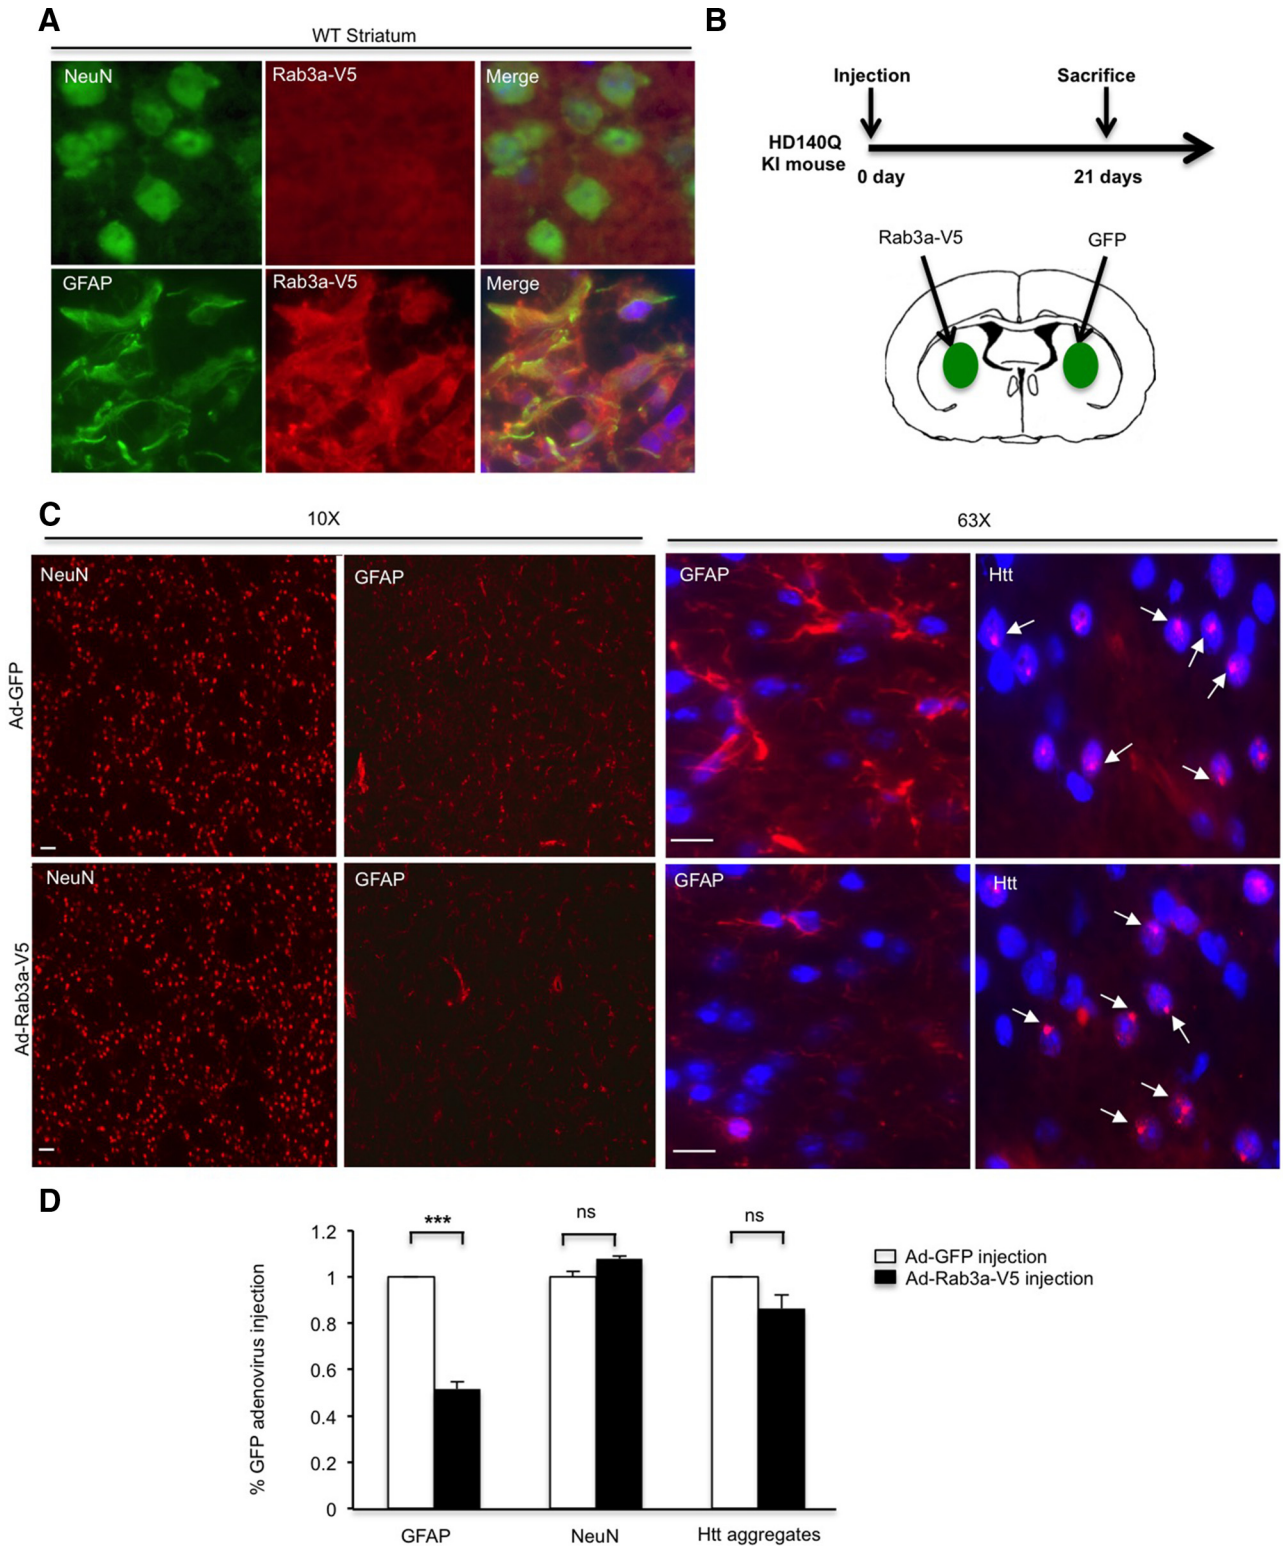 A
WT Striatum
NeuN
Rab3a-V5
Merge
GFAP
Rab3a-V5
Merge
B
Injection
Sacrifice
HD140Q
KI mouse
0 day
21 days
Rab3a-V5
GFP
C
10X
63X
Ad-GFP
NeuN
GFAP
GFAP
Htt
Ad-Rab3a-V5
NeuN
GFAP
GFAP
Htt
D
% GFP adenovirus injection
1.2
1
0.8
0.6
0.4
0.2
0
***
ns
ns
GFAP
NeuN
Htt aggregates
Ad-GFP injection
Ad-Rab3a-V5 injection